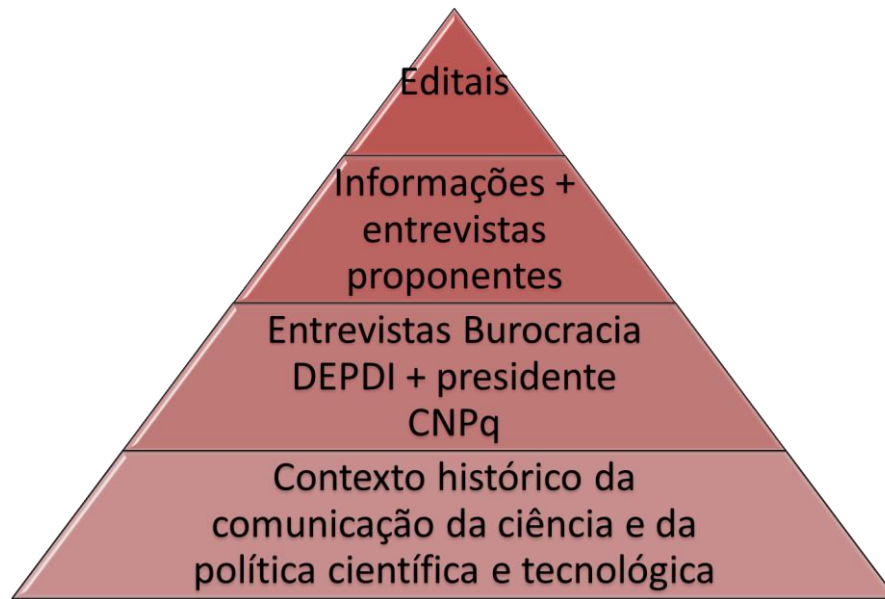 Editais
Informações +
entrevistas
proponentes
Entrevistas Burocracia
DEPDI + presidente
CNPq
Contexto histórico da
comunicação da ciência e da
política científica e tecnológica